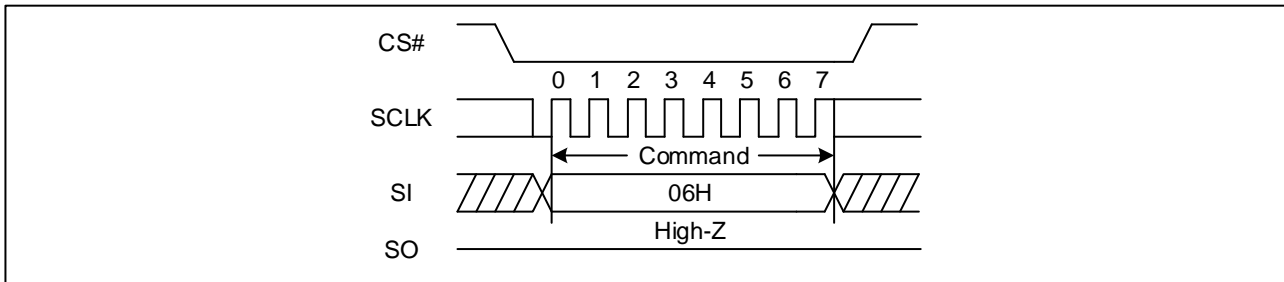 CS#
0 1 2 3 4 5 6 7
SCLK
Command
SI
06H
High-Z
SO